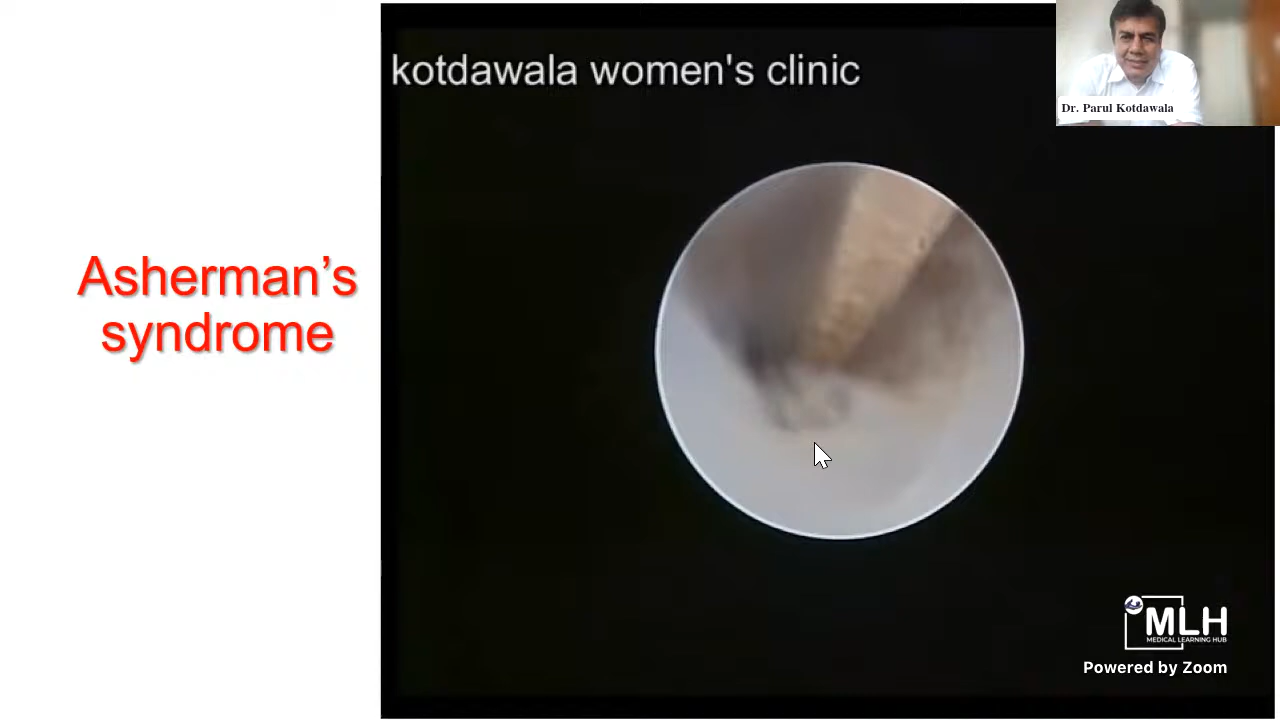 kotdawala women's clinic
Dr. Parul Kotdawala
Asherman’s
syndrome
MLH
MEDICAL LEARNING HUB
Powered by Zoom